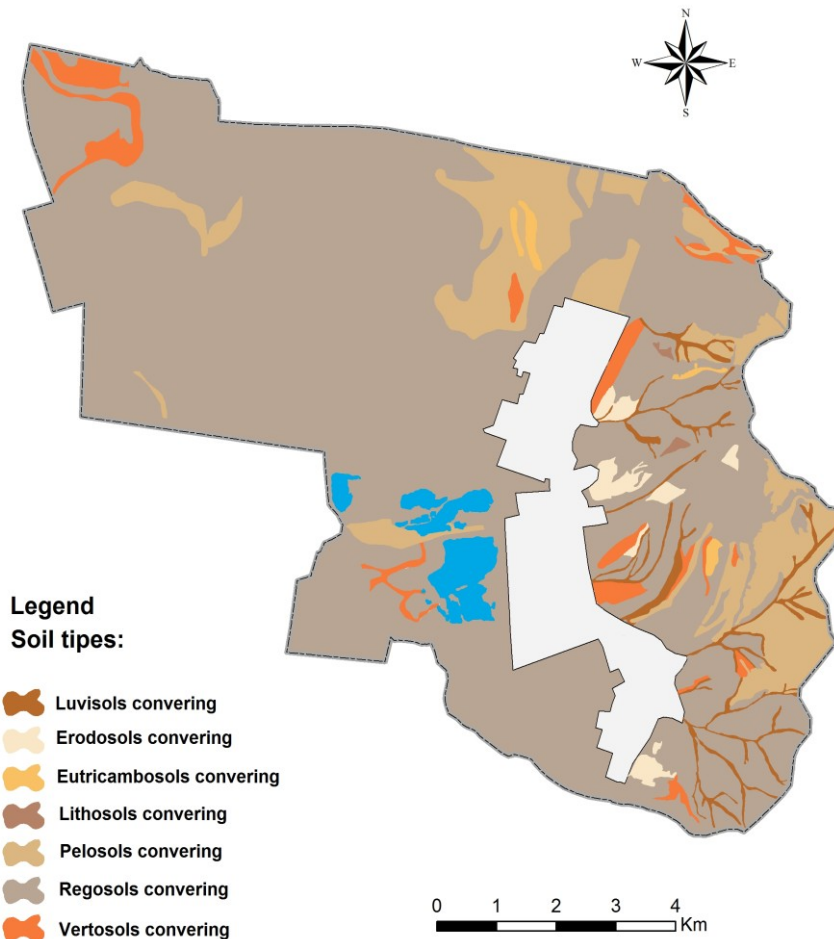 N
W E
S
Legend
Soil tipes:
Luvisols convering
Erodosols convering
Eutricambosols convering
Lithosols convering
Pelosols convering
Regosols convering
Vertosols convering
0 1 2 3 4
Km